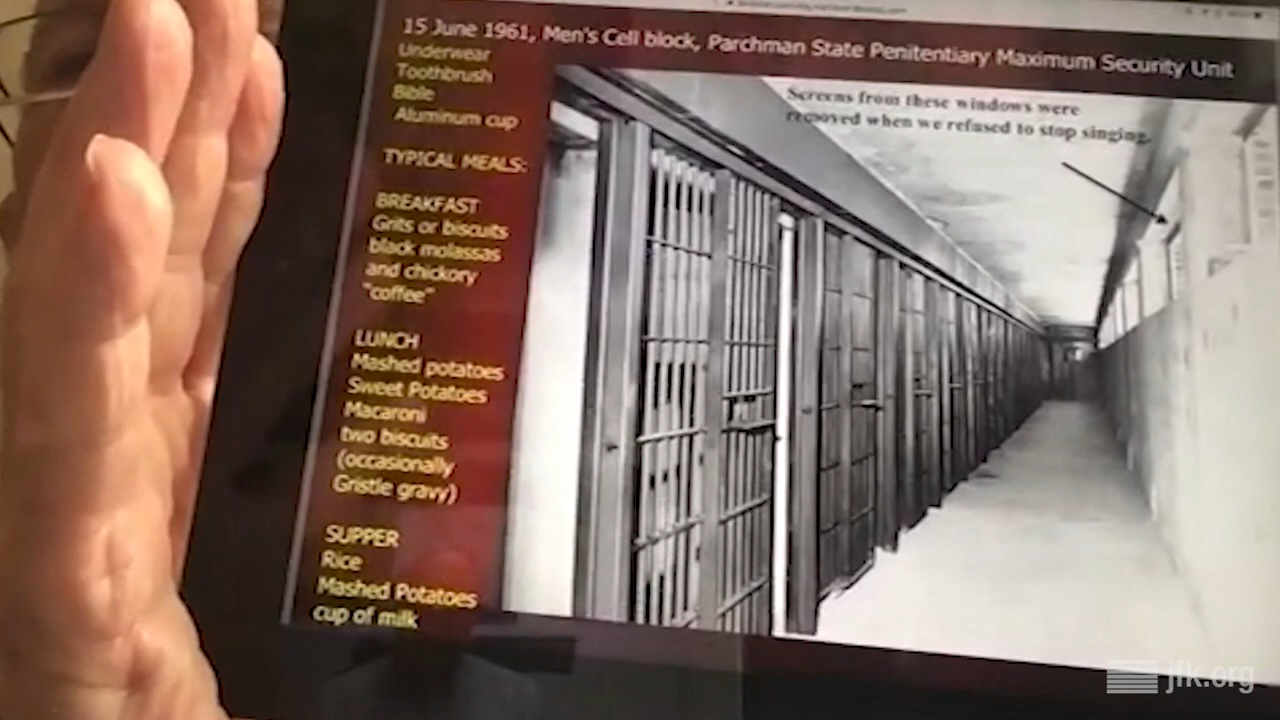 15 June 1961, Men's Cell block, Parchman State Penitentiary Maximum Security Unit
Underwear
Toothbrush
Bible
Aluminum cup
TYPICAL MEALS:
BREAKFAST
Grits or biscuits
black molassas
and chickory
"coffee"
LUNCH
Mashed potatoes
Sweet Potatoes
Macaroni
two biscuits
(occasionally
Gristle gravy)
SUPPER
Rice
Mashed Potatoes
cup of milk
Screens from these windows were
removed when we refused to stop singing.
jfk.org